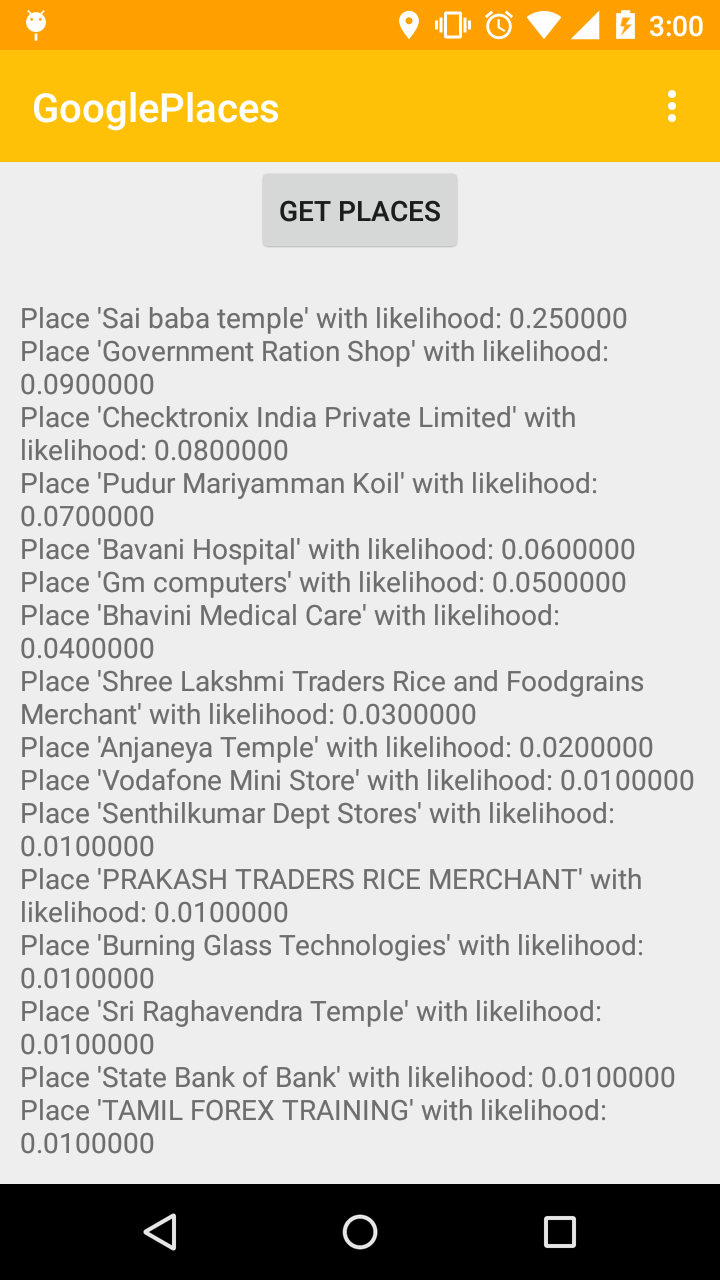 3:00
GooglePlaces
GET PLACES
Place 'Sai baba temple' with likelihood: 0.250000
Place 'Government Ration Shop' with likelihood:
0.0900000
Place 'Checktronix India Private Limited' with
likelihood: 0.0800000
Place 'Pudur Mariyamman Koil' with likelihood:
0.0700000
Place 'Bavani Hospital' with likelihood: 0.0600000
Place 'Gm computers' with likelihood: 0.0500000
Place 'Bhavini Medical Care' with likelihood:
0.0400000
Place 'Shree Lakshmi Traders Rice and Foodgrains
Merchant' with likelihood: 0.0300000
Place 'Anjaneya Temple' with likelihood: 0.0200000
Place 'Vodafone Mini Store' with likelihood: 0.0100000
Place 'Senthilkumar Dept Stores' with likelihood:
0.0100000
Place 'PRAKASH TRADERS RICE MERCHANT' with
likelihood: 0.0100000
Place 'Burning Glass Technologies' with likelihood:
0.0100000
Place 'Sri Raghavendra Temple' with likelihood:
0.0100000
Place 'State Bank of Bank' with likelihood: 0.0100000
Place 'TAMIL FOREX TRAINING' with likelihood:
0.0100000